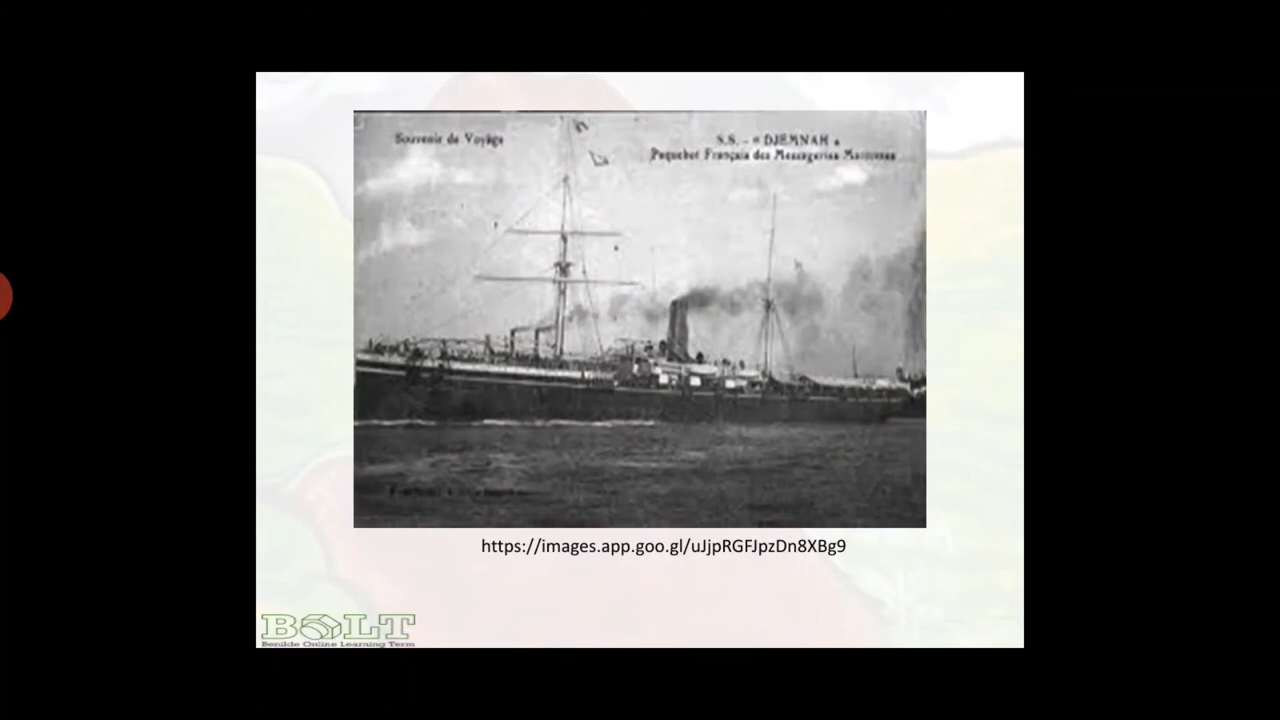 Souvenir de Voyage
S.S. - « DJEMNAH »
Paquebot Français des Messageries Maritimes
https://images.app.goo.gl/uJjpRGFJpzDn8XBg9
BOLT
Benilde Online Learning Term